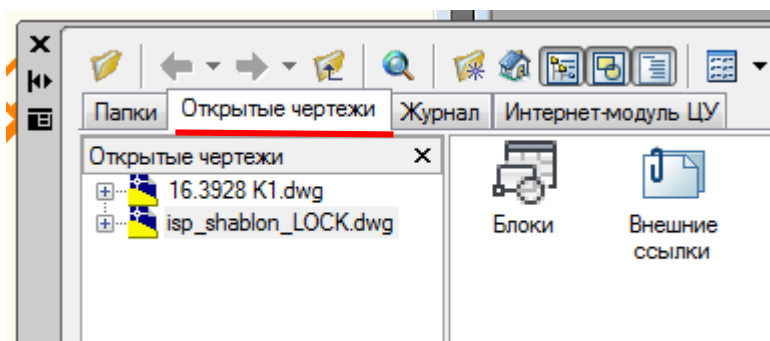 Папки Открытые чертежи Журнал Интернет-модуль ЦУ
Открытые чертежи
16.3928 К1.dwg
isp_shablon_LOCK.dwg
Блоки
Внешние
ссылки